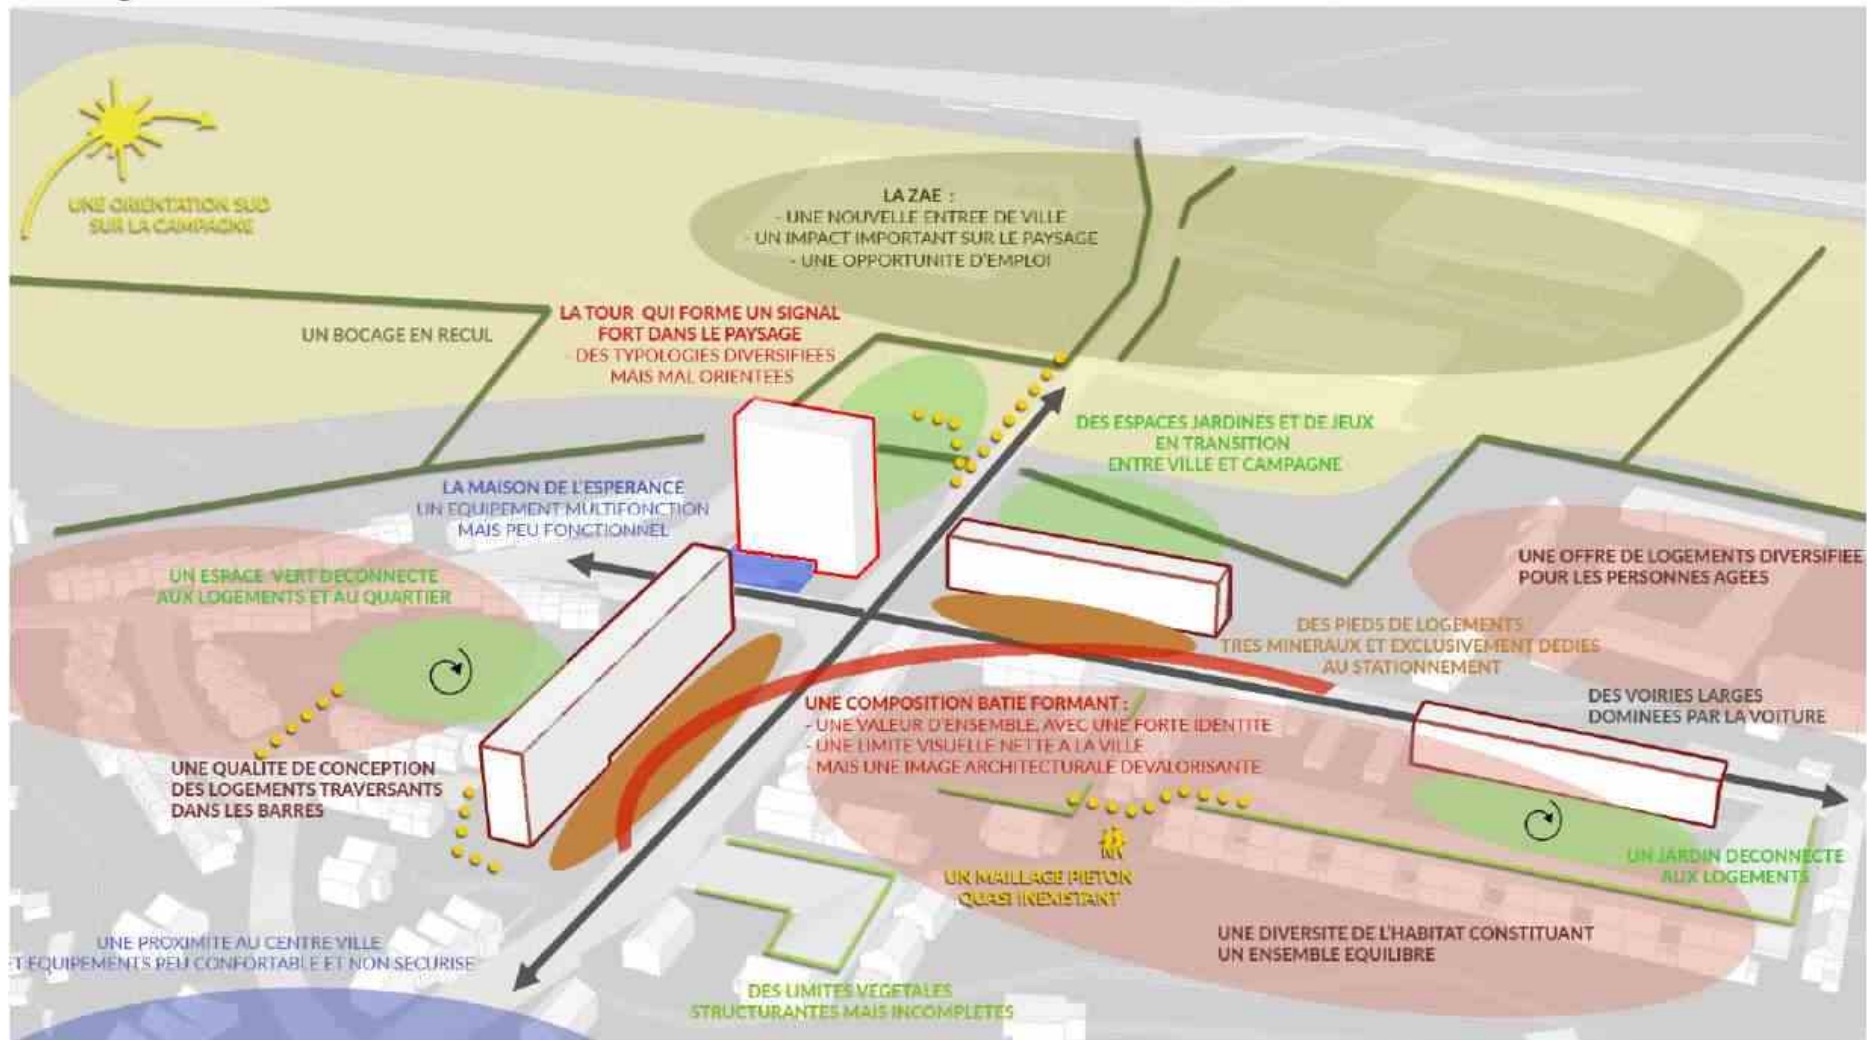 UNE ORIENTATION SUD
SUR LA CAMPAGNE
LA ZAE :
- UNE NOUVELLE ENTREE DE VILLE
- UN IMPACT IMPORTANT SUR LE PAYSAGE
- UNE OPPORTUNITE D'EMPLOI
UN BOCAGE EN RECUL
LA TOUR QUI FORME UN SIGNAL
FORT DANS LE PAYSAGE
- DES TYPOLOGIES DIVERSIFIEES
MAIS MAL ORIENTEES
DES ESPACES JARDINES ET DE JEUX
EN TRANSITION
ENTRE VILLE ET CAMPAGNE
LA MAISON DE L'ESPERANCE
UN EQUIPEMENT MULTIFONCTION
MAIS PEU FONCTIONNEL
UN ESPACE VERT DECONNECTE
AUX LOGEMENTS ET AU QUARTIER
UNE OFFRE DE LOGEMENTS DIVERSIFIEE
POUR LES PERSONNES AGEES
DES PIEDS DE LOGEMENTS
TRES MINERAUX ET EXCLUSIVEMENT DEDIES
AU STATIONNEMENT
DES VOIRIES LARGES
DOMINEES PAR LA VOITURE
UNE COMPOSITION BATIE FORMANT :
- UNE VALEUR D'ENSEMBLE, AVEC UNE FORTE IDENTITE
- UNE LIMITE VISUELLE NETTE A LA VILLE
- MAIS UNE IMAGE ARCHITECTURALE DEVALORISANTE
UNE QUALITE DE CONCEPTION
DES LOGEMENTS TRAVERSANTS
DANS LES BARRES
UN MAILLAGE PIETON
QUASI INEXISTANT
UN JARDIN DECONNECTE
AUX LOGEMENTS
UNE DIVERSITE DE L'HABITAT CONSTITUANT
UN ENSEMBLE EQUILIBRE
UNE PROXIMITE AU CENTRE VILLE
T EQUIPEMENTS PEU CONFORTABLE ET NON SECURISE
DES LIMITES VEGETALES
STRUCTURANTES MAIS INCOMPLETES